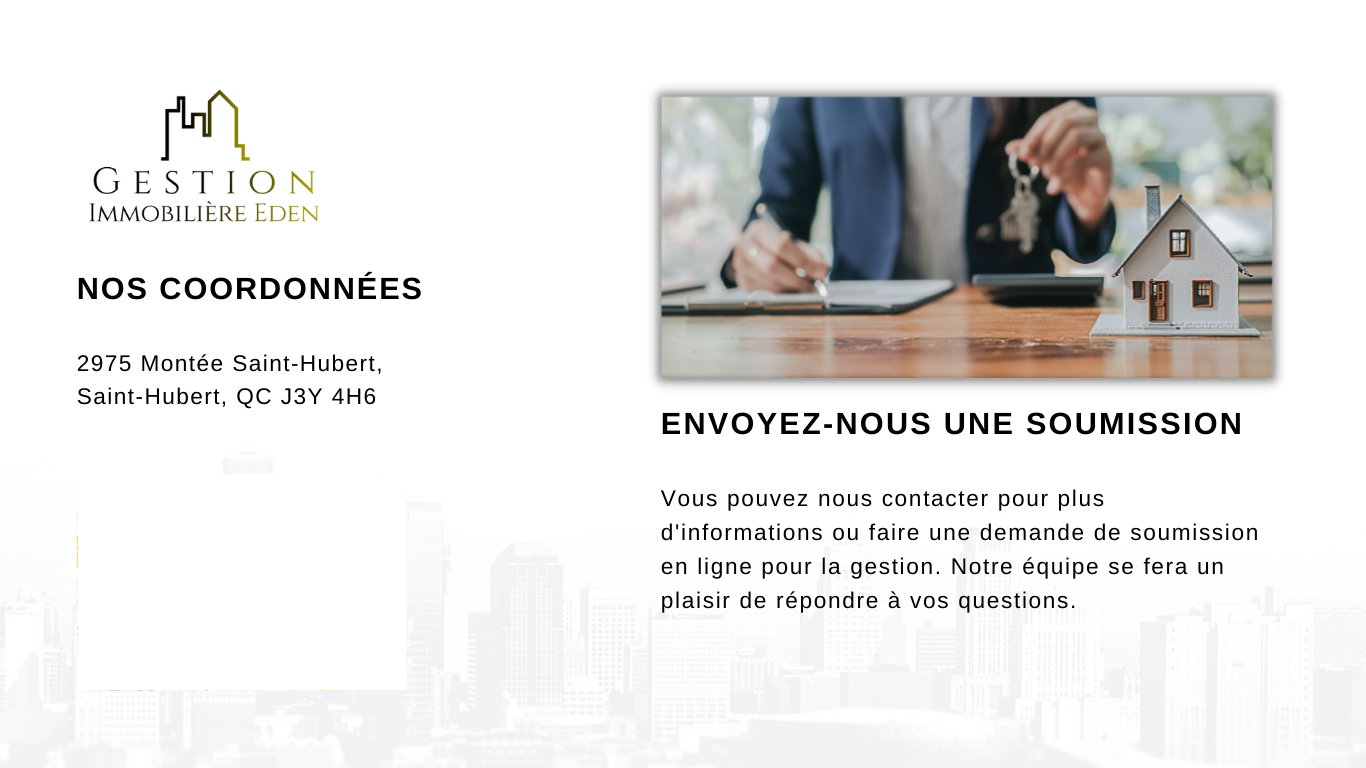 GESTION
IMMOBILIÈRE EDEN
NOS COORDONNÉES
2975 Montée Saint-Hubert,
Saint-Hubert, QC J3Y 4H6
ENVOYEZ-NOUS UNE SOUMISSION
Vous pouvez nous contacter pour plus
d'informations ou faire une demande de soumission
en ligne pour la gestion. Notre équipe se fera un
plaisir de répondre à vos questions.